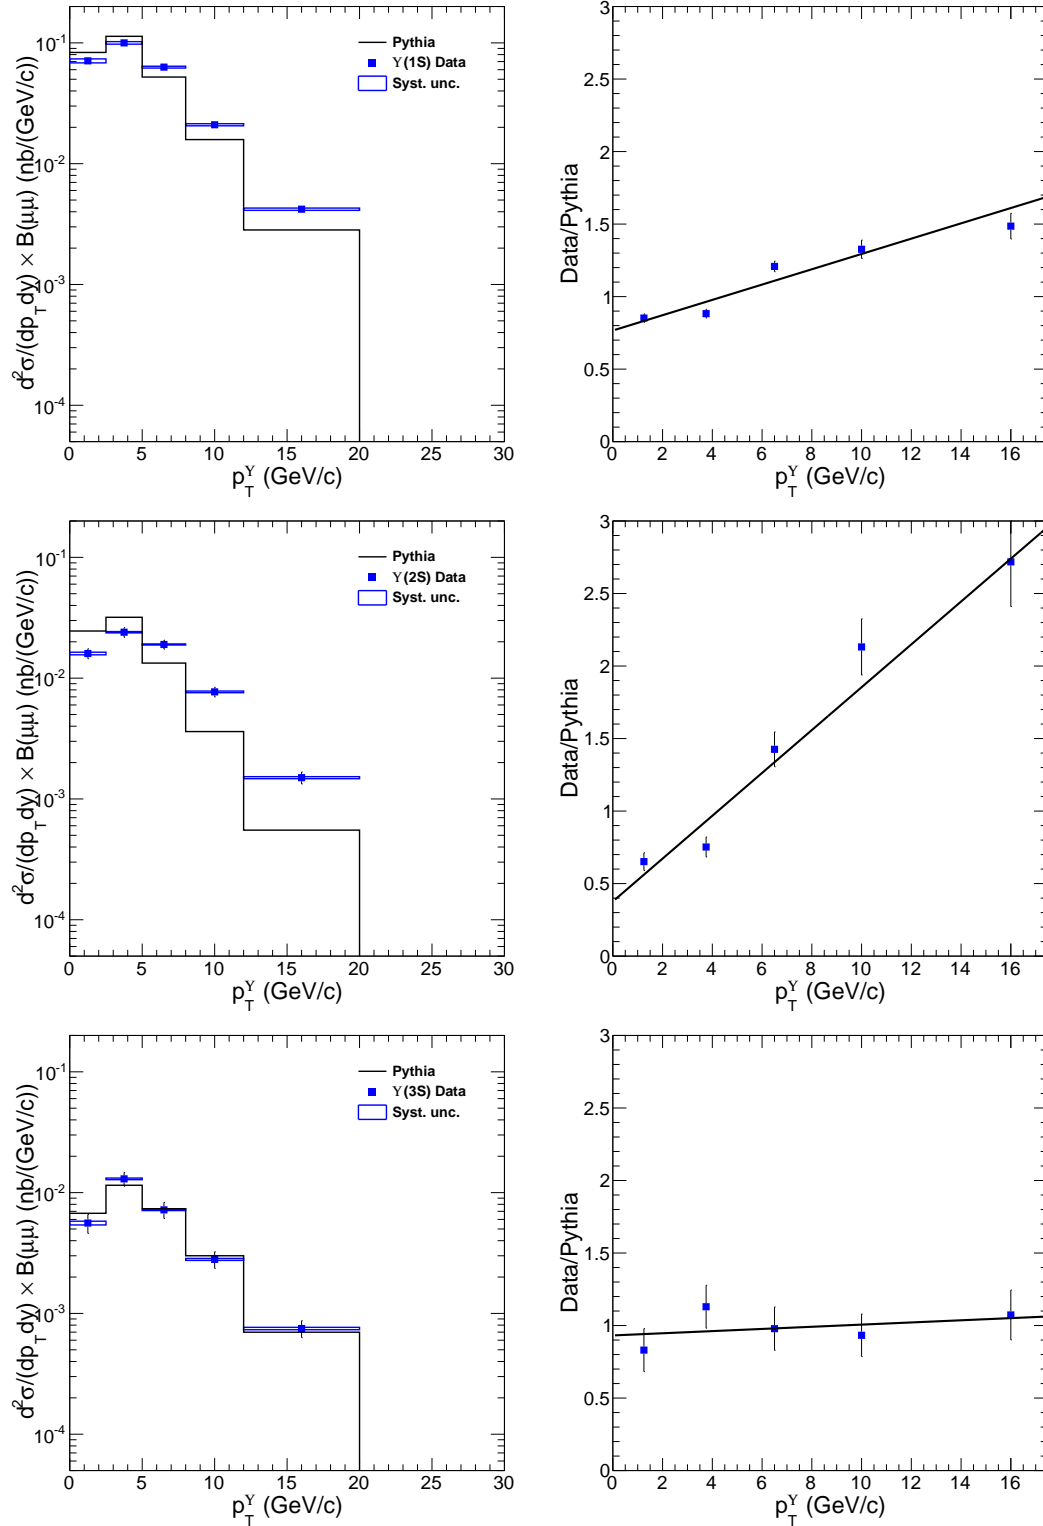 d²σ/(dp_T dy) × B(μμ) (nb/(GeV/c))
10⁻¹
10⁻²
10⁻³
10⁻⁴
Pythia
ϒ(1S) Data
Syst. unc.
0 5 10 15 20 25 30
p_T^ϒ (GeV/c)
Data/Pythia
3
2.5
2
1.5
1
0.5
0
0 2 4 6 8 10 12 14 16
p_T^ϒ (GeV/c)
d²σ/(dp_T dy) × B(μμ) (nb/(GeV/c))
10⁻¹
10⁻²
10⁻³
10⁻⁴
Pythia
ϒ(2S) Data
Syst. unc.
0 5 10 15 20 25 30
p_T^ϒ (GeV/c)
Data/Pythia
3
2.5
2
1.5
1
0.5
0
0 2 4 6 8 10 12 14 16
p_T^ϒ (GeV/c)
d²σ/(dp_T dy) × B(μμ) (nb/(GeV/c))
10⁻¹
10⁻²
10⁻³
10⁻⁴
Pythia
ϒ(3S) Data
Syst. unc.
0 5 10 15 20 25 30
p_T^ϒ (GeV/c)
Data/Pythia
3
2.5
2
1.5
1
0.5
0
0 2 4 6 8 10 12 14 16
p_T^ϒ (GeV/c)